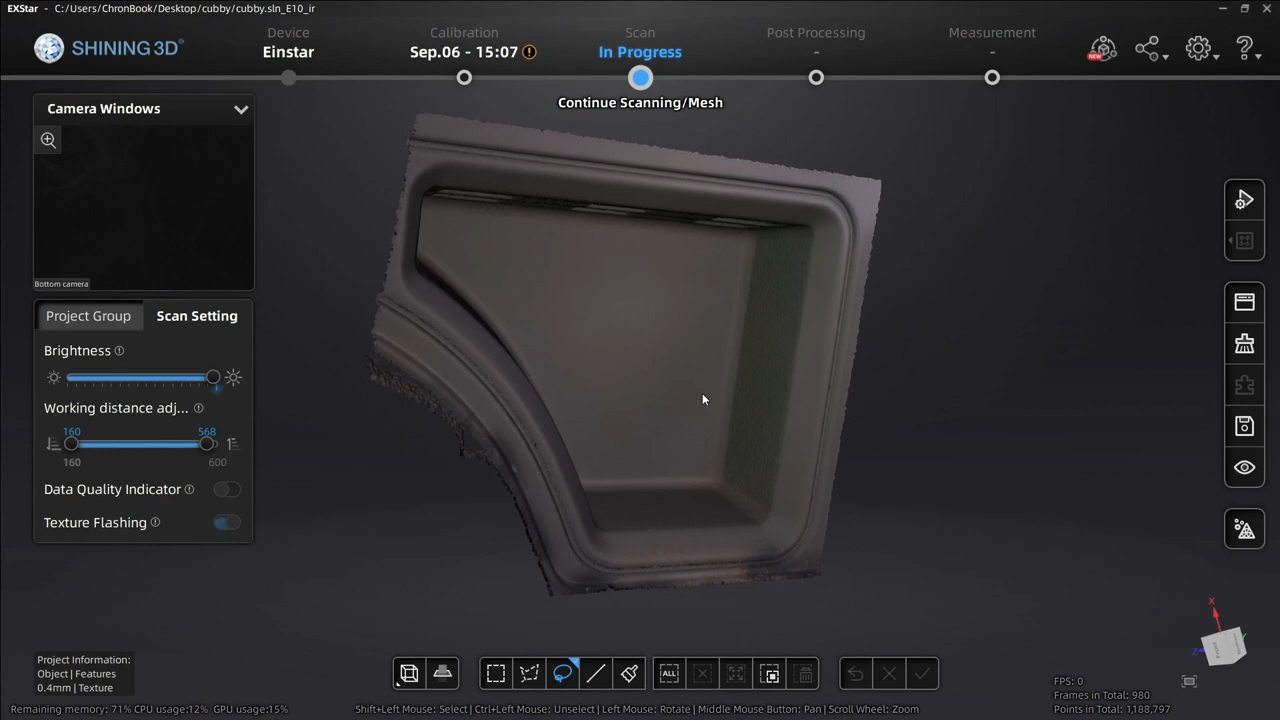 EXStar - C:/Users/ChronBook/Desktop/cubby/cubby.sln_E10_ir
SHINING 3D®
Device
Einstar
Calibration
Sep.06 - 15:07
Scan
In Progress
Post Processing
-
Measurement
-
NEW
Continue Scanning/Mesh
Camera Windows
Bottom camera
Project Group
Scan Setting
Brightness
Working distance adj...
160
568
160
600
Data Quality Indicator
Texture Flashing
Project Information:
Object | Features
0.4mm | Texture
ALL
FPS: 0
Frames in Total: 980
Points in Total: 1,188,797
X
Z
Front
Remaining memory: 71% CPU usage:12% GPU usage:15%
Shift+Left Mouse: Select | Ctrl+Left Mouse: Unselect | Left Mouse: Rotate | Middle Mouse Button: Pan | Scroll Wheel: Zoom